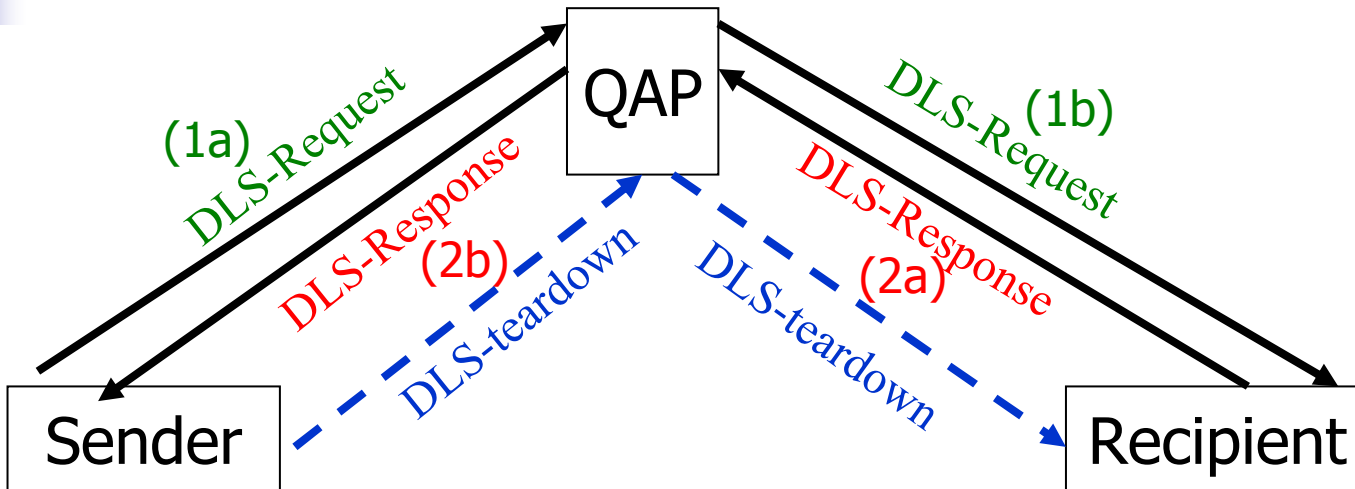 QAP
(1a)
DLS-Request
DLS-Response
(2b)
DLS-teardown
(1b)
DLS-Request
DLS-Response
(2a)
DLS-teardown
Sender
Recipient